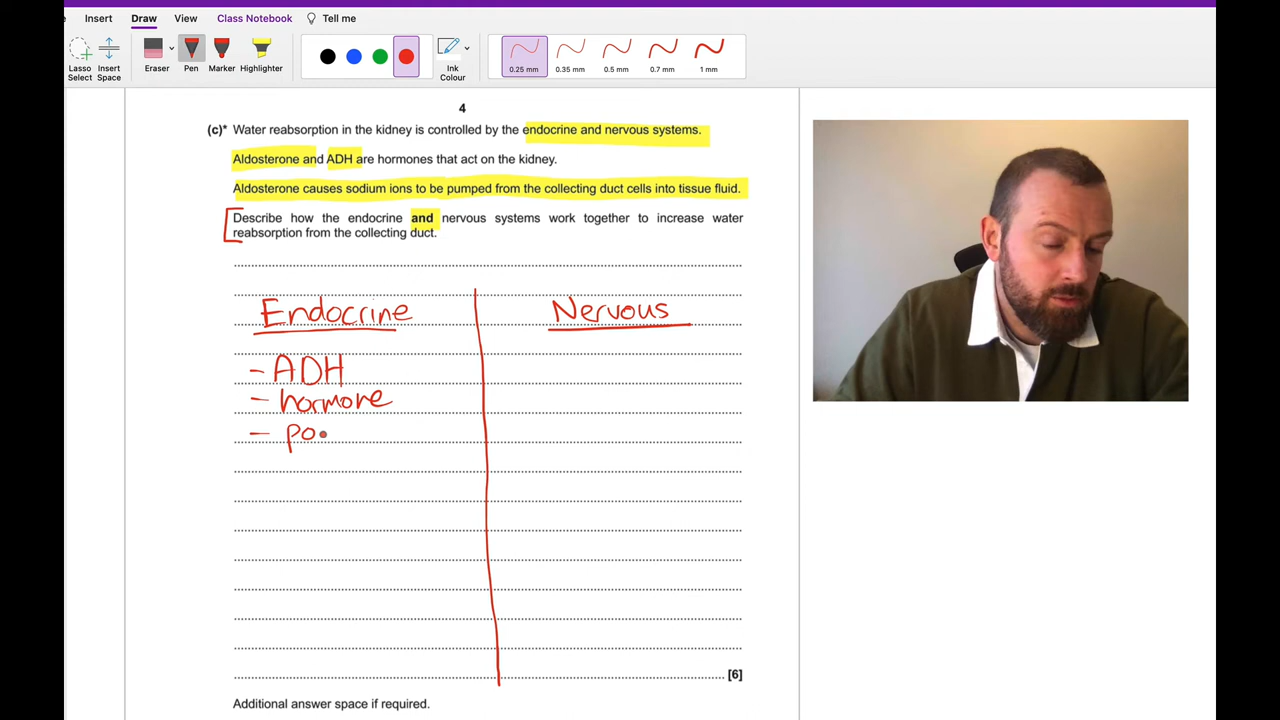 Insert Draw View Class Notebook Tell me
Lasso Select
Insert Space
Eraser
Pen
Marker
Highlighter
Ink Colour
0.25 mm
0.35 mm
0.5 mm
0.7 mm
1 mm
4
(c)* Water reabsorption in the kidney is controlled by the endocrine and nervous systems.
Aldosterone and ADH are hormones that act on the kidney.
Aldosterone causes sodium ions to be pumped from the collecting duct cells into tissue fluid.
Describe how the endocrine and nervous systems work together to increase water
reabsorption from the collecting duct.
Endocrine Nervous
- ADH
- hormone
- po
[6]
Additional answer space if required.